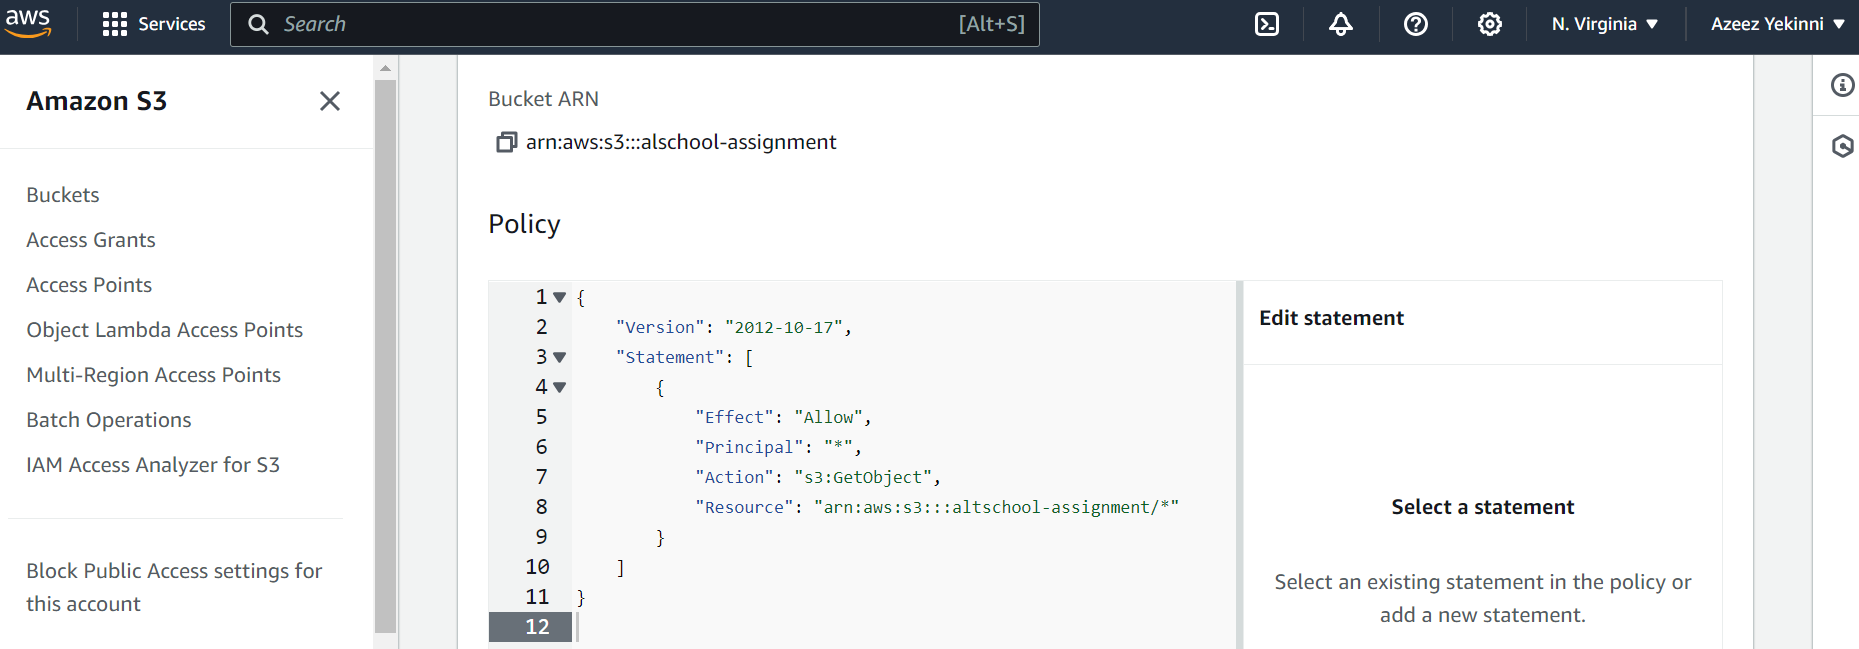 aws
Services
Search
[Alt+S]
N. Virginia
Azeez Yekinni
Amazon S3
Buckets
Access Grants
Access Points
Object Lambda Access Points
Multi-Region Access Points
Batch Operations
IAM Access Analyzer for S3
Block Public Access settings for
this account
Bucket ARN
arn:aws:s3:::alschool-assignment
Policy
1 {
2 "Version": "2012-10-17",
3 "Statement": [
4 {
5 "Effect": "Allow",
6 "Principal": "*",
7 "Action": "s3:GetObject",
8 "Resource": "arn:aws:s3:::altschool-assignment/*"
9 }
10 ]
11 }
12
Edit statement
Select a statement
Select an existing statement in the policy or
add a new statement.